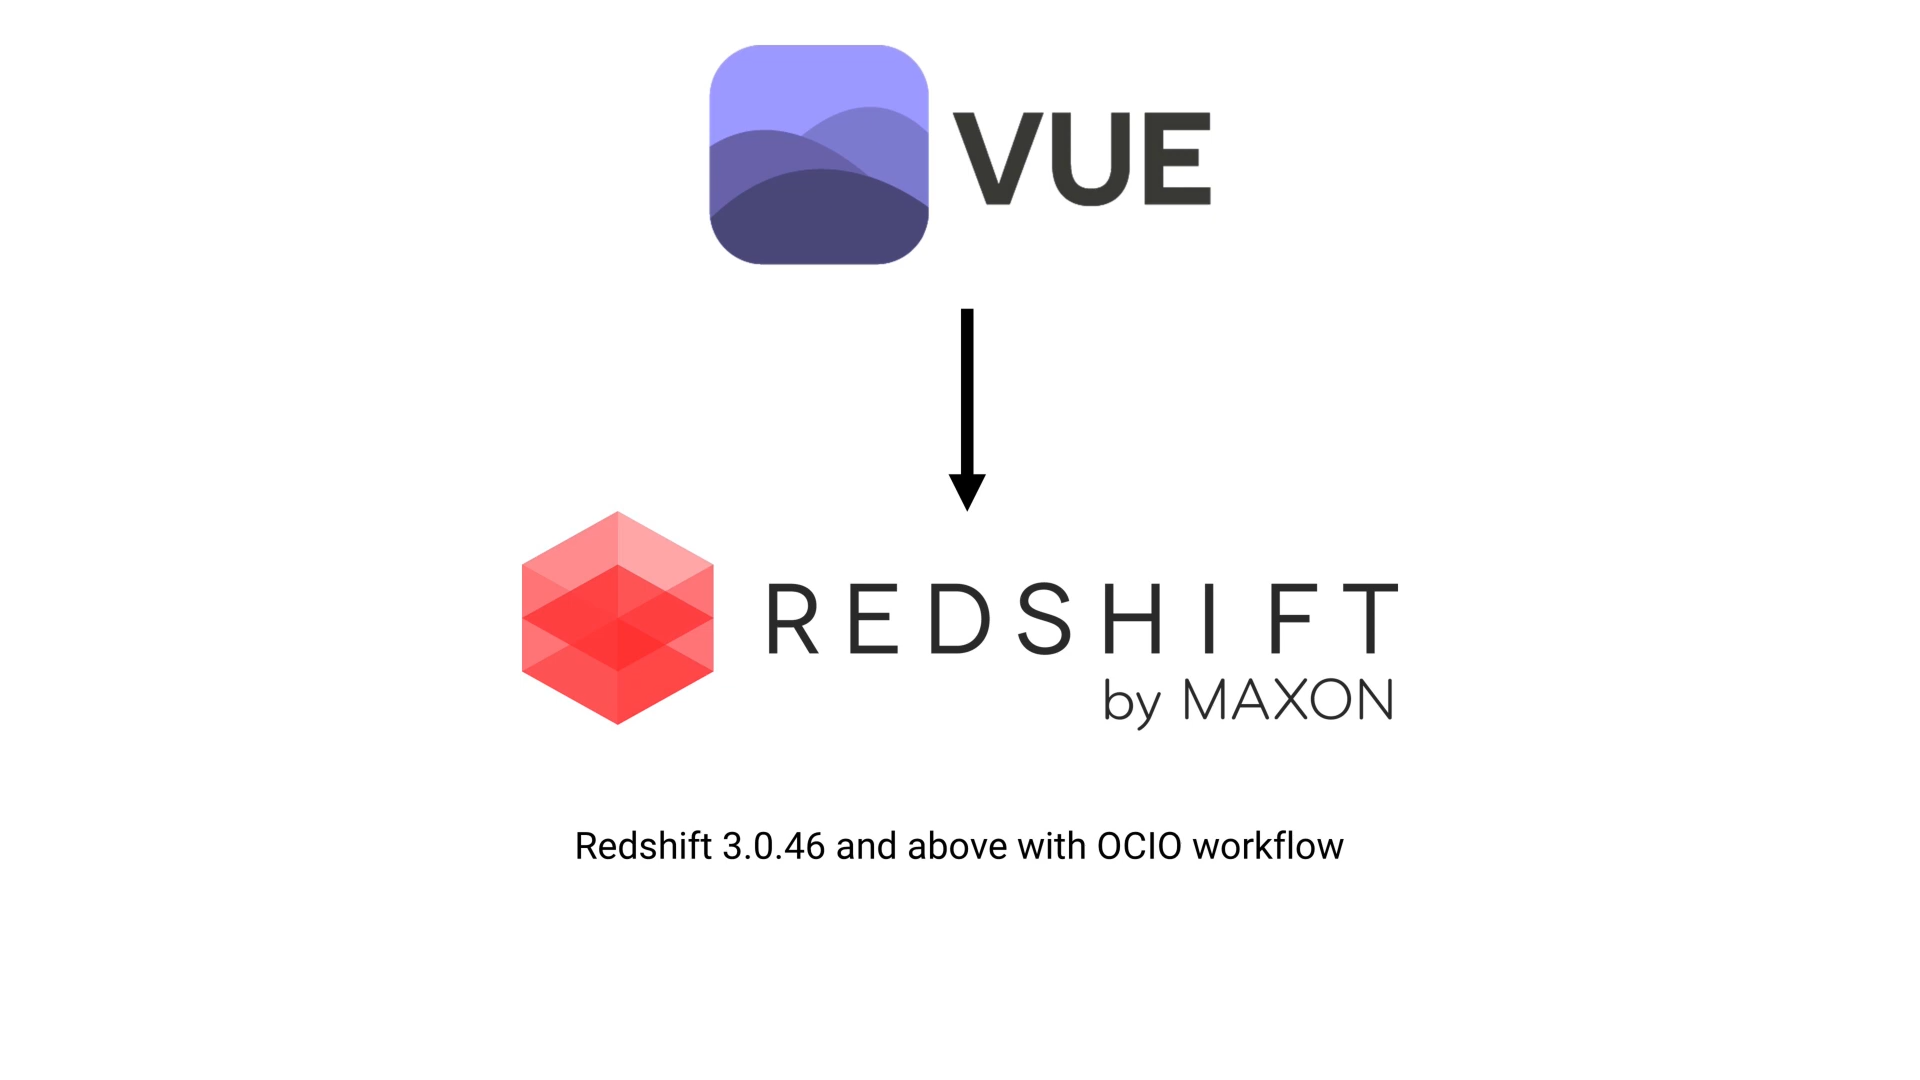 VUE
REDSHIFT
by MAXON
Redshift 3.0.46 and above with OCIO workflow